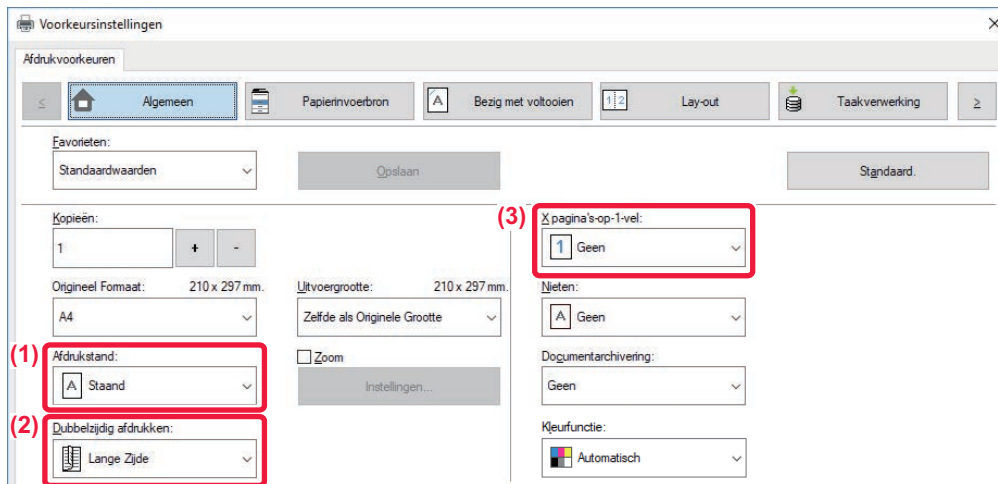 Voorkeursinstellingen
Afdrukvoorkeuren
< Algemeen Papierinvoerbron Bezig met voltooien Lay-out Taakverwerking >
Favorieten:
Standaardwaarden Opslaan Standaard.
Kopieën: (3) X pagina's-op-1-vel:
1 + - 1 Geen
Origineel Formaat: 210 x 297 mm. Uitvoergrootte: 210 x 297 mm. Nieten:
A4 Zelfde als Originele Grootte A Geen
(1) Afdrukstand: Zoom Documentarchivering:
A Staand Instellingen... Geen
(2) Dubbelzijdig afdrukken: Kleurfunctie:
Lange Zijde Automatisch